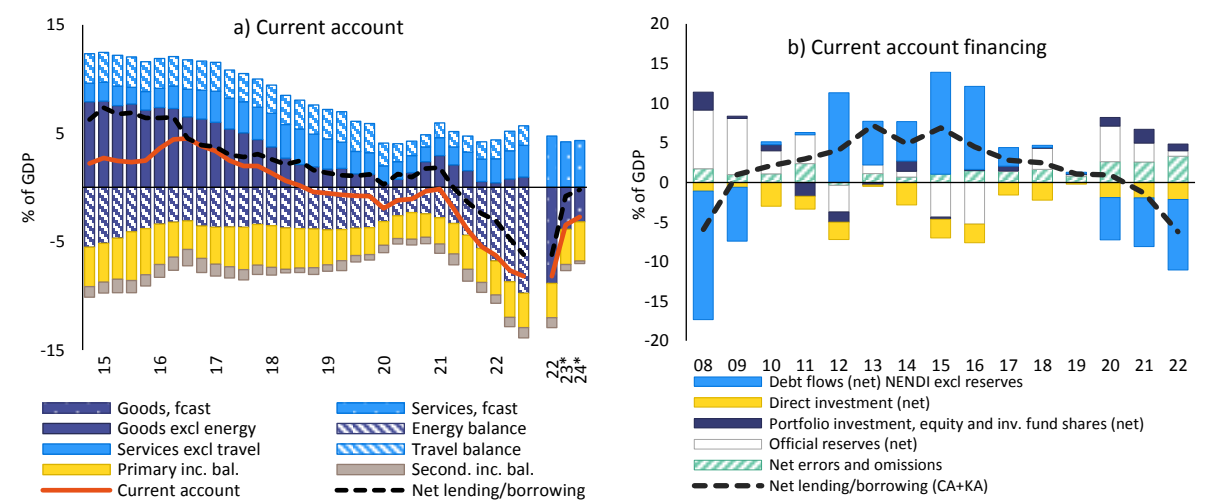 a) Current account
% of GDP
15
5
-5
-15
15 16 17 18 19 20 21 22 22 23* 24*
Goods, fcast
Services, fcast
Goods excl energy
Energy balance
Services excl travel
Travel balance
Primary inc. bal.
Second. inc. bal.
Current account
Net lending/borrowing
b) Current account financing
% of GDP
20
15
10
5
0
-5
-10
-15
-20
08 09 10 11 12 13 14 15 16 17 18 19 20 21 22
Debt flows (net) NENDI excl reserves
Direct investment (net)
Portfolio investment, equity and inv. fund shares (net)
Official reserves (net)
Net errors and omissions
Net lending/borrowing (CA+KA)